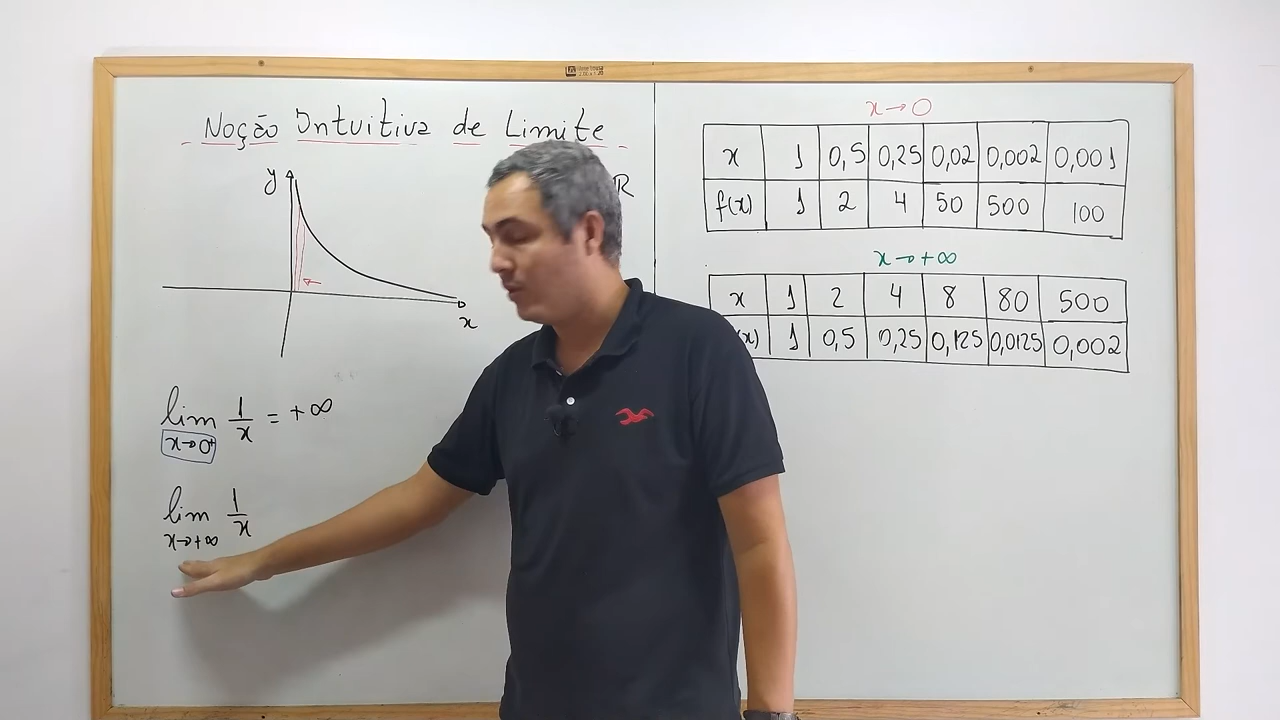 Noção Intuitiva de Limite
R
y
x
lim 1/x = +∞
x→0⁺
lim 1/x
x→+∞
x→0
x 1 0,5 0,25 0,02 0,002 0,001
f(x) 1 2 4 50 500 100
x→+∞
x 1 2 4 8 80 500
x) 1 0,5 0,25 0,125 0,0125 0,002